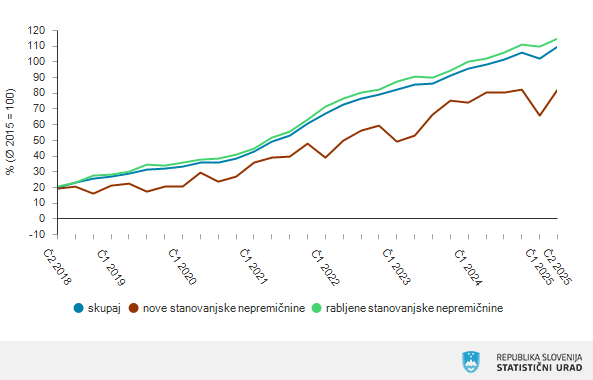 % (Ø 2015 = 100)
120
110
100
90
80
70
60
50
40
30
20
10
0
-10
Č2 2018
Č1 2019
Č1 2020
Č1 2021
Č1 2022
Č1 2023
Č1 2024
Č1 2025
Č2 2025
skupaj nove stanovanjske nepremičnine rabljene stanovanjske nepremičnine
REPUBLIKA SLOVENIJA
STATISTIČNI URAD